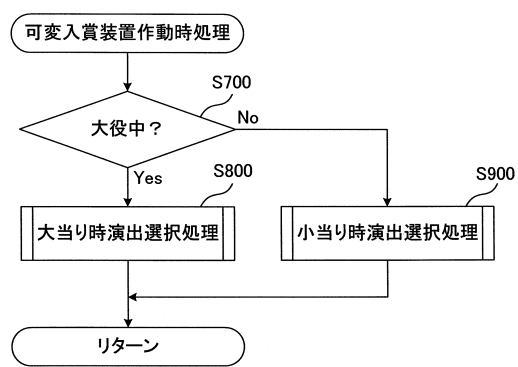 可変入賞装置作動時処理
S700
大役中？
No
Yes
S800
S900
大当り時演出選択処理
小当り時演出選択処理
リターン